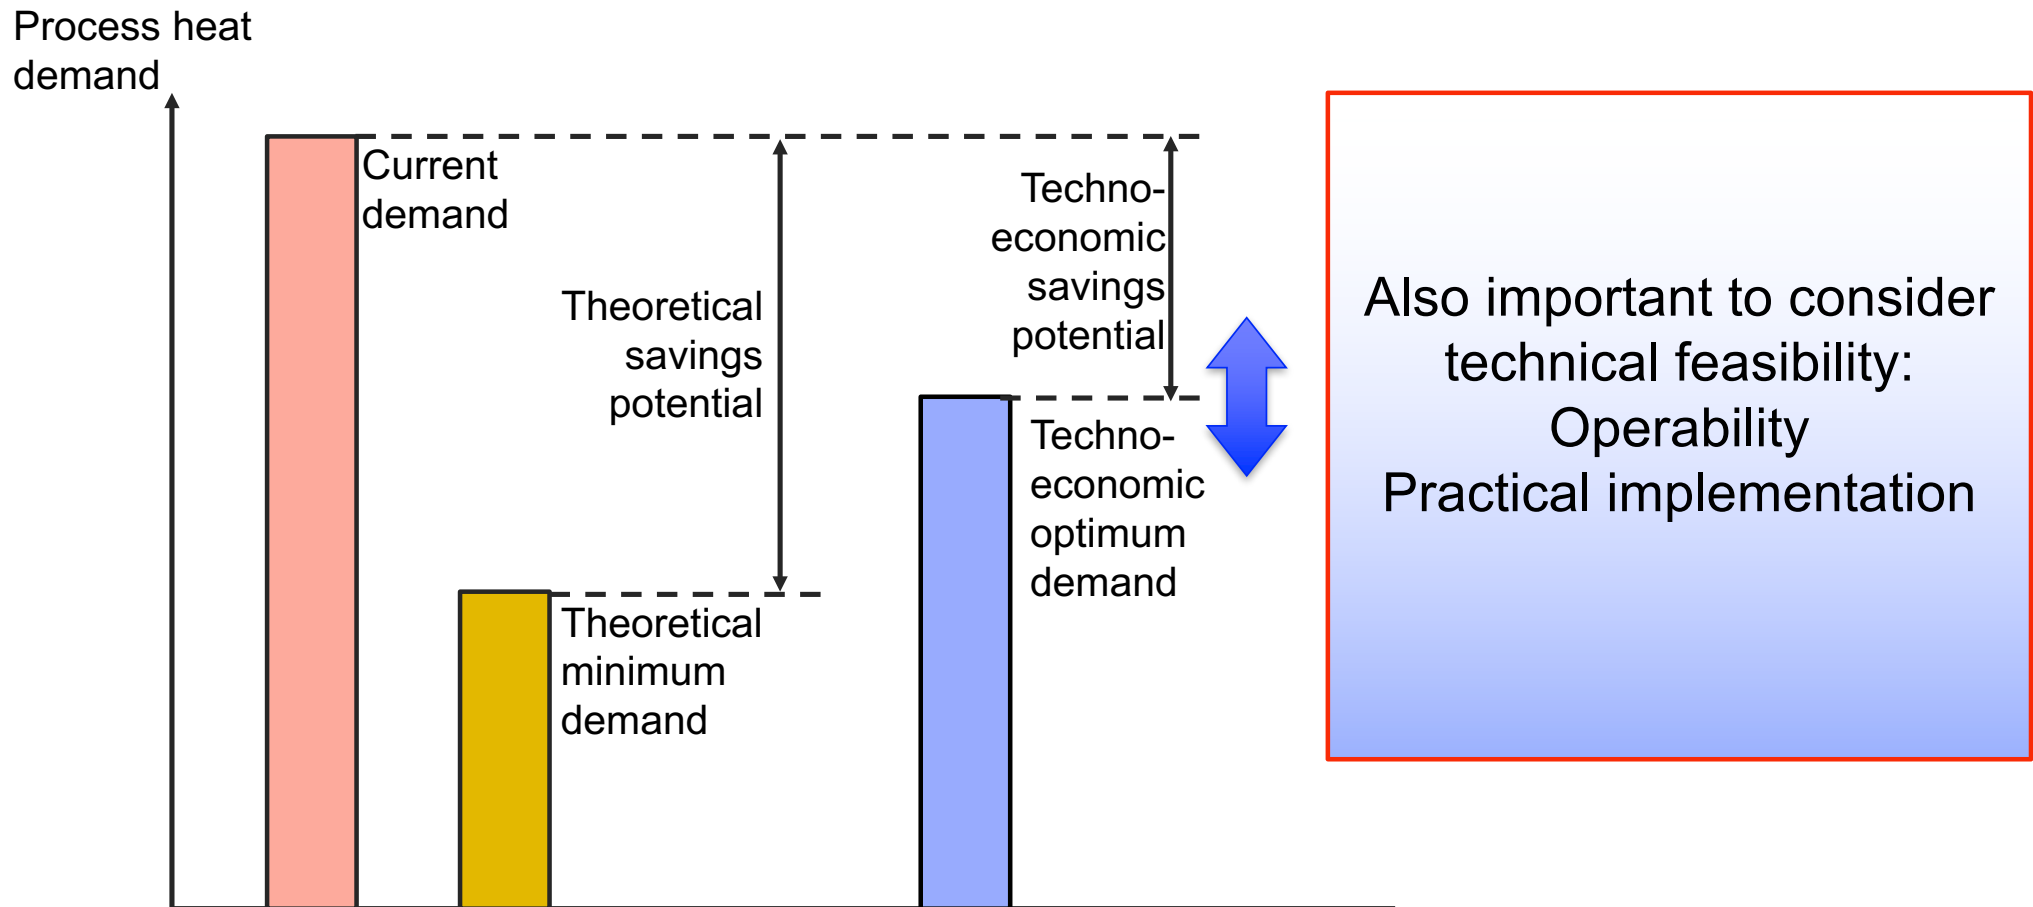 Process heat
demand
Current
demand
Theoretical
savings
potential
Theoretical
minimum
demand
Techno-
economic
savings
potential
Techno-
economic
optimum
demand
Also important to consider
technical feasibility:
Operability
Practical implementation